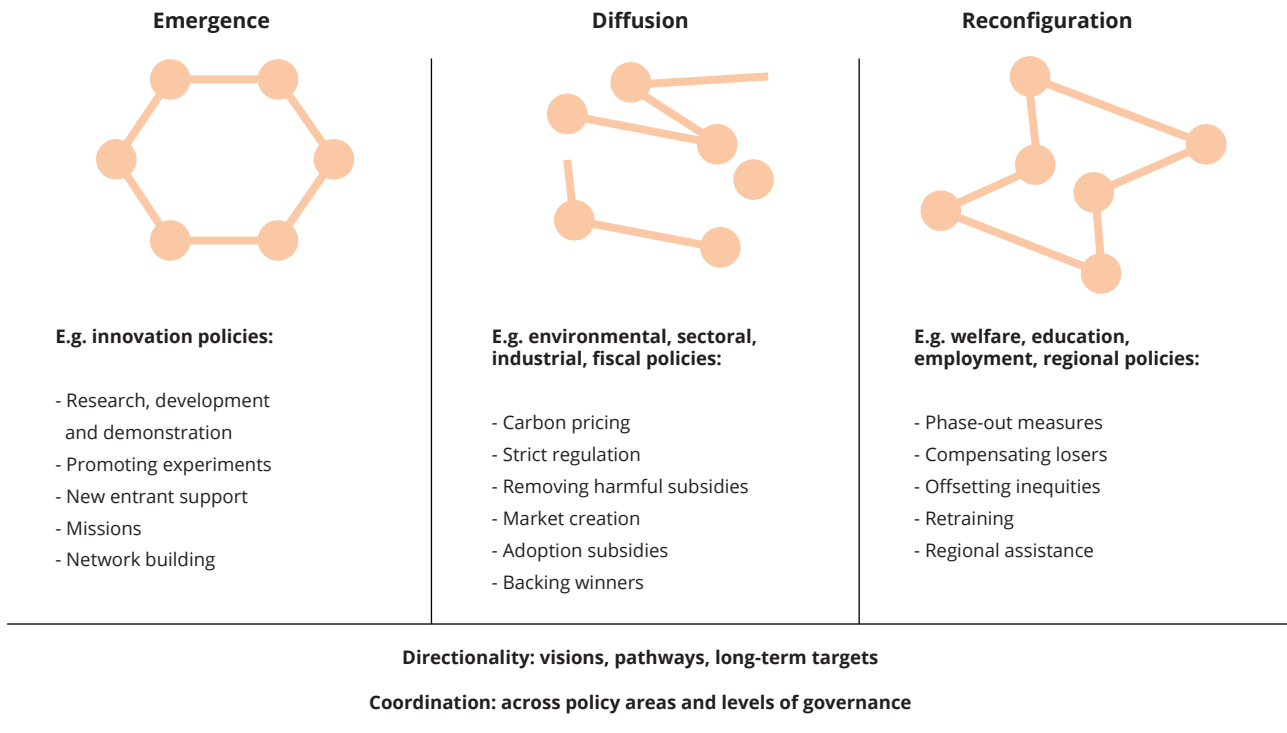 Emergence
Diffusion
Reconfiguration
E.g. innovation policies:
- Research, development
and demonstration
- Promoting experiments
- New entrant support
- Missions
- Network building
E.g. environmental, sectoral,
industrial, fiscal policies:
- Carbon pricing
- Strict regulation
- Removing harmful subsidies
- Market creation
- Adoption subsidies
- Backing winners
E.g. welfare, education,
employment, regional policies:
- Phase-out measures
- Compensating losers
- Offsetting inequities
- Retraining
- Regional assistance
Directionality: visions, pathways, long-term targets
Coordination: across policy areas and levels of governance